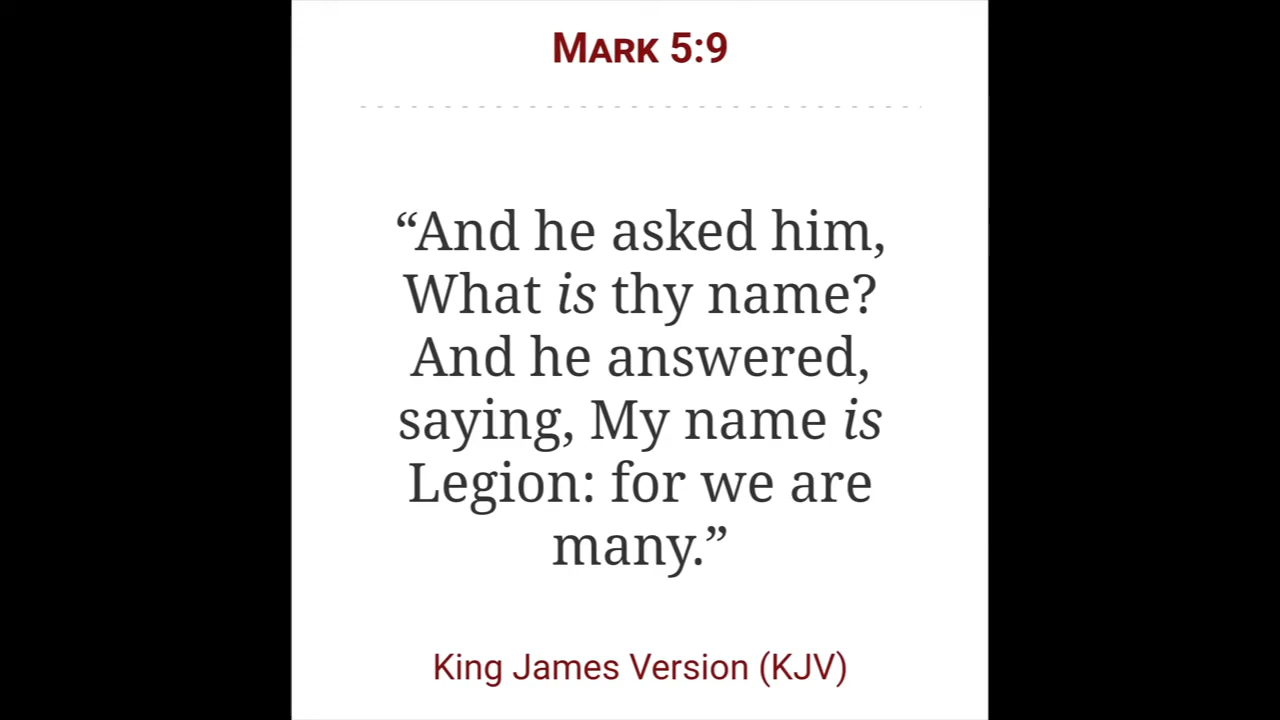 Mark 5:9
“And he asked him,
What is thy name?
And he answered,
saying, My name is
Legion: for we are
many.”
King James Version (KJV)